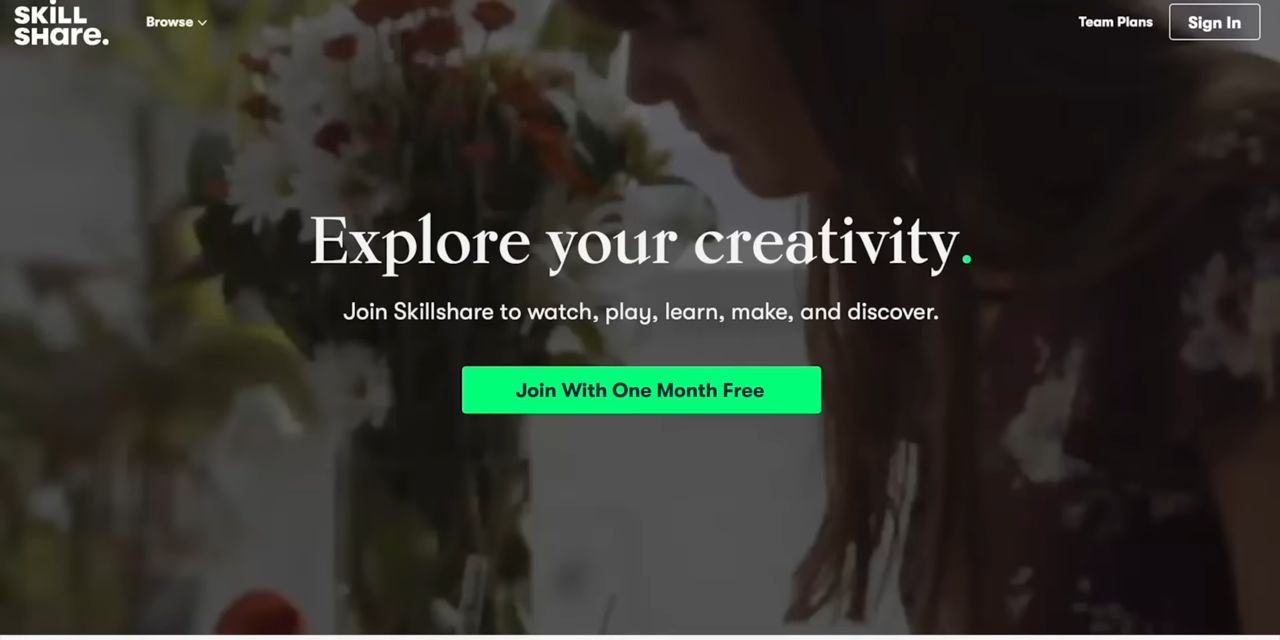 SKiLL
SHare.
Browse
Team Plans
Sign In
Explore your creativity.
Join Skillshare to watch, play, learn, make, and discover.
Join With One Month Free